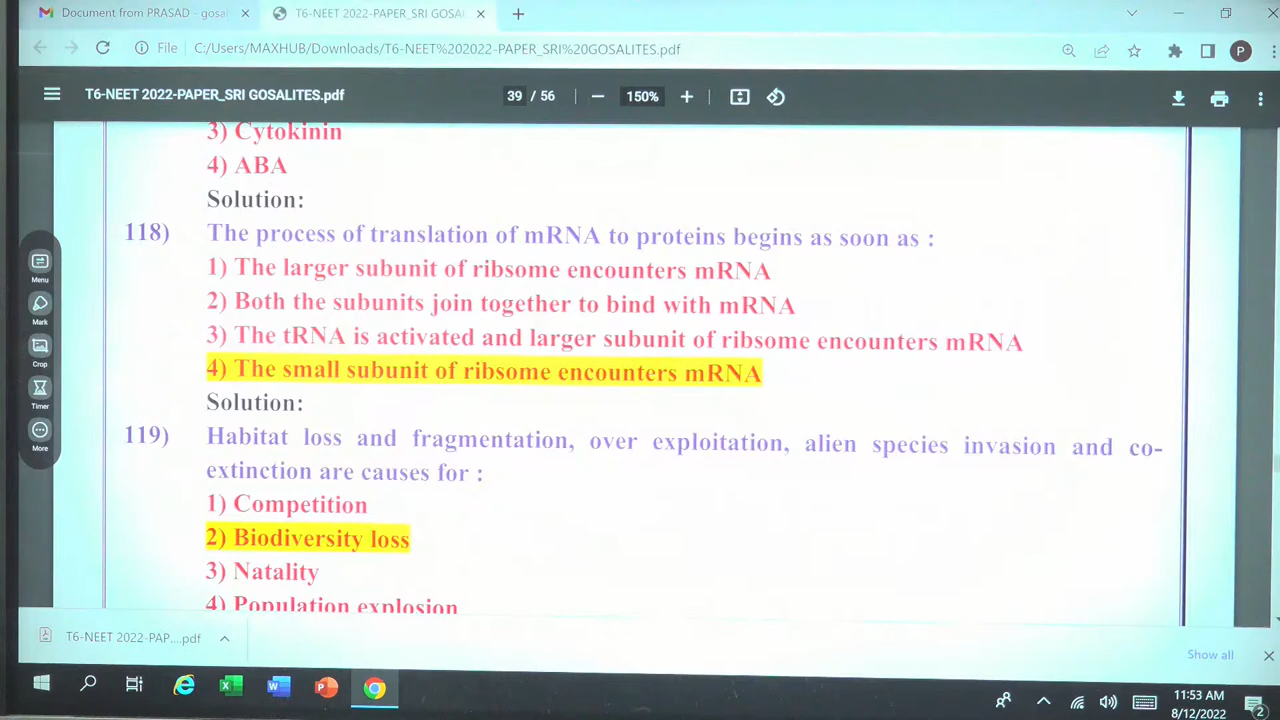 Document from PRASAD - gosal
T6-NEET 2022-PAPER_SRI GOSAL
File C:/Users/MAXHUB/Downloads/T6-NEET%202022-PAPER_SRI%20GOSALITES.pdf
P
T6-NEET 2022-PAPER_SRI GOSALITES.pdf
39 / 56
150%
3) Cytokinin
4) ABA
Solution:
118) The process of translation of mRNA to proteins begins as soon as :
1) The larger subunit of ribsome encounters mRNA
2) Both the subunits join together to bind with mRNA
3) The tRNA is activated and larger subunit of ribsome encounters mRNA
4) The small subunit of ribsome encounters mRNA
Solution:
119) Habitat loss and fragmentation, over exploitation, alien species invasion and co-
extinction are causes for :
1) Competition
2) Biodiversity loss
3) Natality
4) Population explosion
Menu
Mark
Crop
Timer
More
T6-NEET 2022-PAP....pdf
Show all
11:53 AM
8/12/2022
2